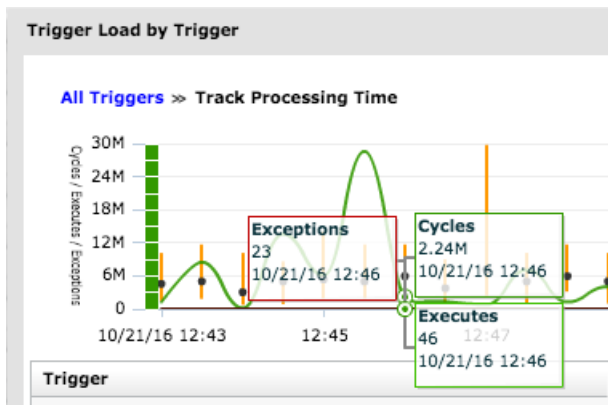 Trigger Load by Trigger
All Triggers » Track Processing Time
Cycles / Executes / Exceptions
30M
24M
18M
12M
6M
0
Exceptions
23
10/21/16 12:46
Cycles
2.24M
10/21/16 12:46
Executes
46
10/21/16 12:46
10/21/16 12:43
12:45
12:47
Trigger